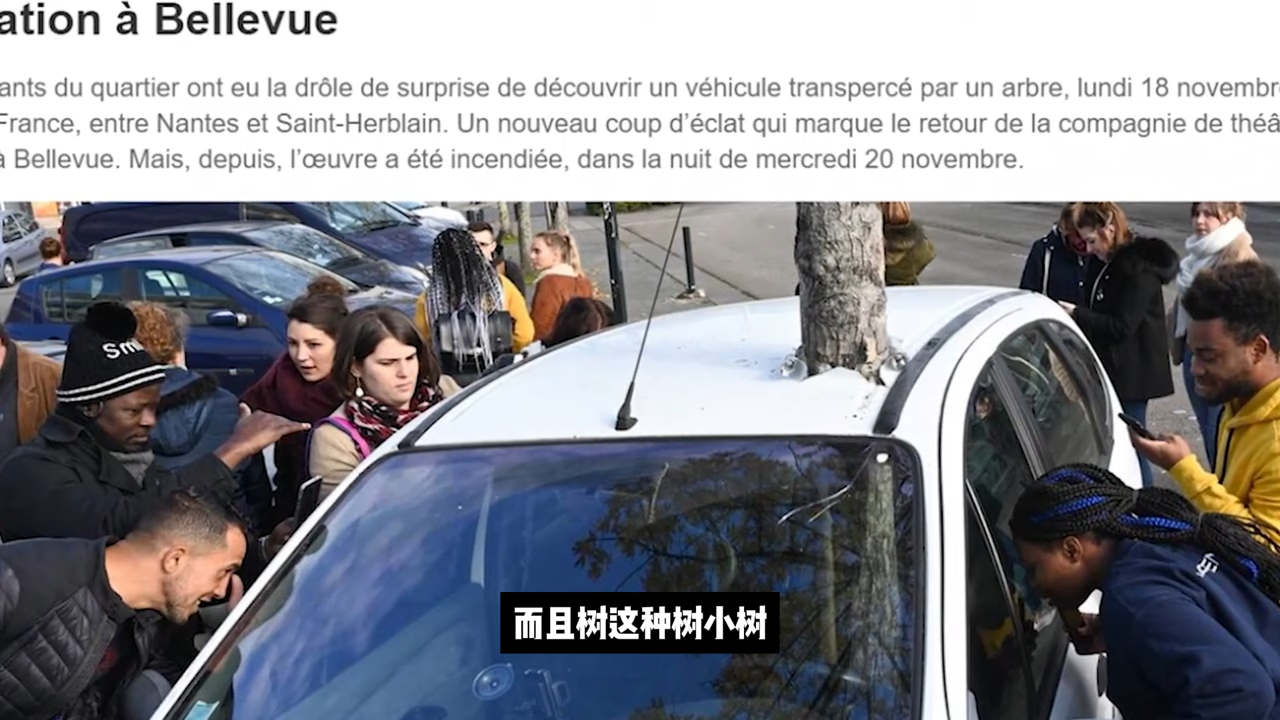 ation à Bellevue
ants du quartier ont eu la drôle de surprise de découvrir un véhicule transpercé par un arbre, lundi 18 novembre
France, entre Nantes et Saint-Herblain. Un nouveau coup d'éclat qui marque le retour de la compagnie de théâ
à Bellevue. Mais, depuis, l'œuvre a été incendiée, dans la nuit de mercredi 20 novembre.
而且树这种树小树